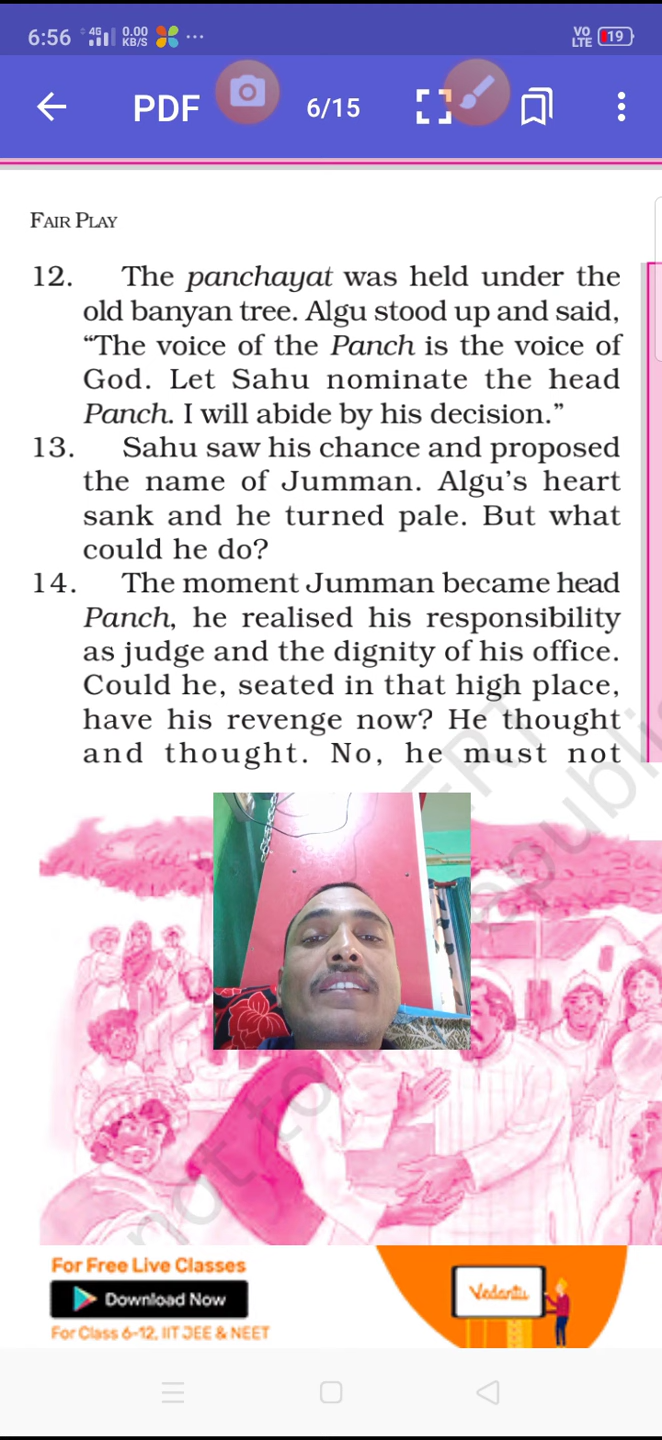 6:56 4G 0.00 KB/S ... VO LTE 19
PDF 6/15
FAIR PLAY
12. The panchayat was held under the
old banyan tree. Algu stood up and said,
“The voice of the Panch is the voice of
God. Let Sahu nominate the head
Panch. I will abide by his decision.”
13. Sahu saw his chance and proposed
the name of Jumman. Algu’s heart
sank and he turned pale. But what
could he do?
14. The moment Jumman became head
Panch, he realised his responsibility
as judge and the dignity of his office.
Could he, seated in that high place,
have his revenge now? He thought
and thought. No, he must not
not to
For Free Live Classes
Download Now
For Class 6-12, IIT JEE & NEET
Vedantu